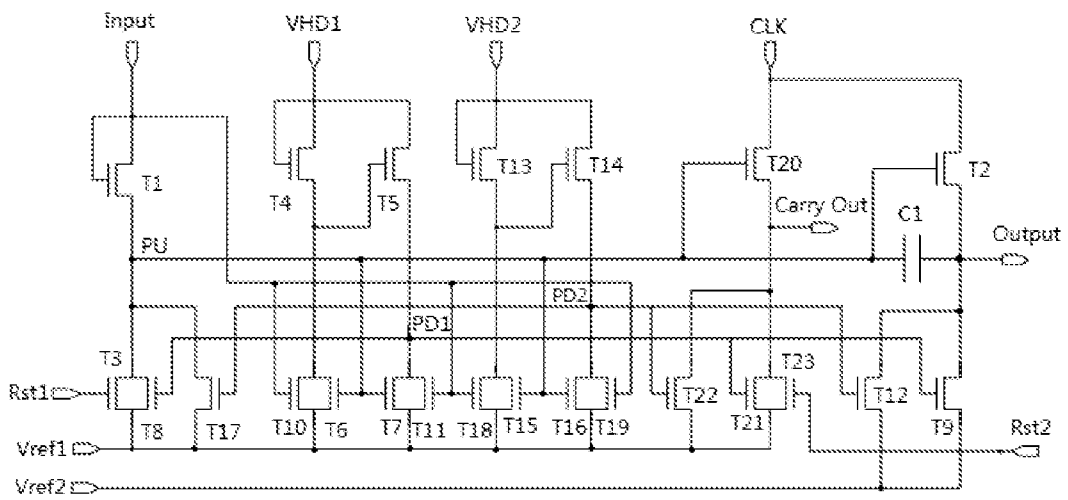 Input VHD1 VHD2 CLK
T1 T4 T5 T13 T14 T20 T2
Carry Out C1
PU Output
PD2
PD1
T3 T23
Rst1 T22 T12
T8 T17 T10 T6 T7 T11 T18 T15 T16 T19 T21 T9 Rst2
Vref1
Vref2